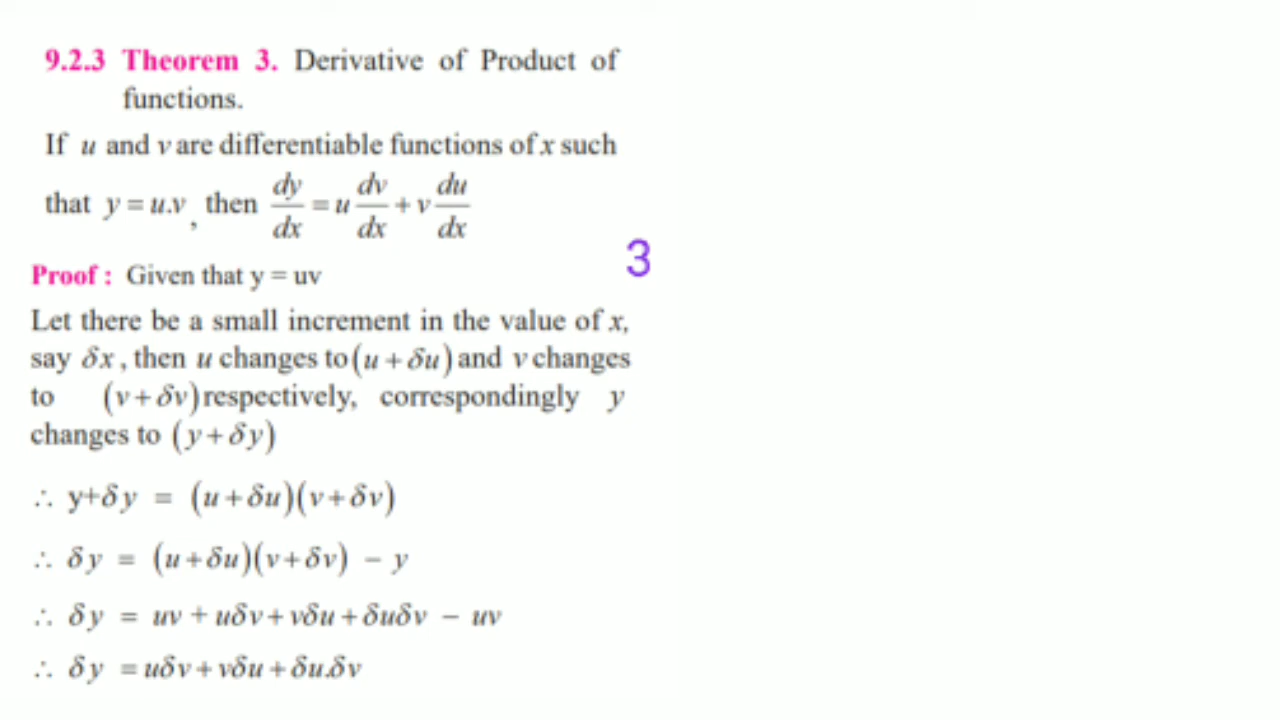 9.2.3 Theorem 3. Derivative of Product of
functions.
If u and v are differentiable functions of x such
that y = u.v, then dy/dx = u dv/dx + v du/dx
3
Proof : Given that y = uv
Let there be a small increment in the value of x,
say δx, then u changes to (u + δu) and v changes
to (v + δv) respectively, correspondingly y
changes to (y + δy)
∴ y+δy = (u + δu)(v + δv)
∴ δy = (u + δu)(v + δv) − y
∴ δy = uv + uδv + vδu + δuδv − uv
∴ δy = uδv + vδu + δu.δv